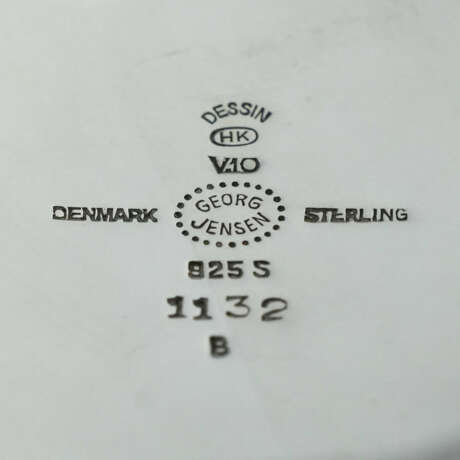 DESSIN
HK
V.10
DENMARK GEORG JENSEN STERLING
925 S
1132
B